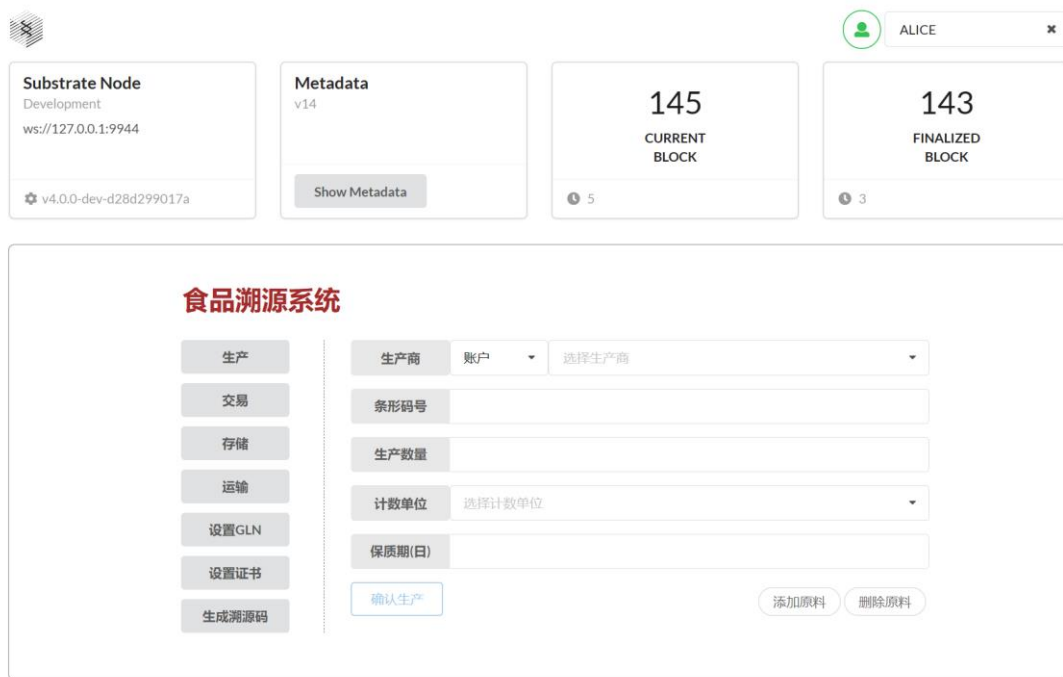 ALICE
Substrate Node
Development
ws://127.0.0.1:9944
v4.0.0-dev-d28d299017a
Metadata
v14
Show Metadata
145
CURRENT
BLOCK
5
143
FINALIZED
BLOCK
3
食品溯源系统
生产
交易
存储
运输
设置GLN
设置证书
生成溯源码
生产商 账户 选择生产商
条形码号
生产数量
计数单位 选择计数单位
保质期(日)
确认生产 添加原料 删除原料